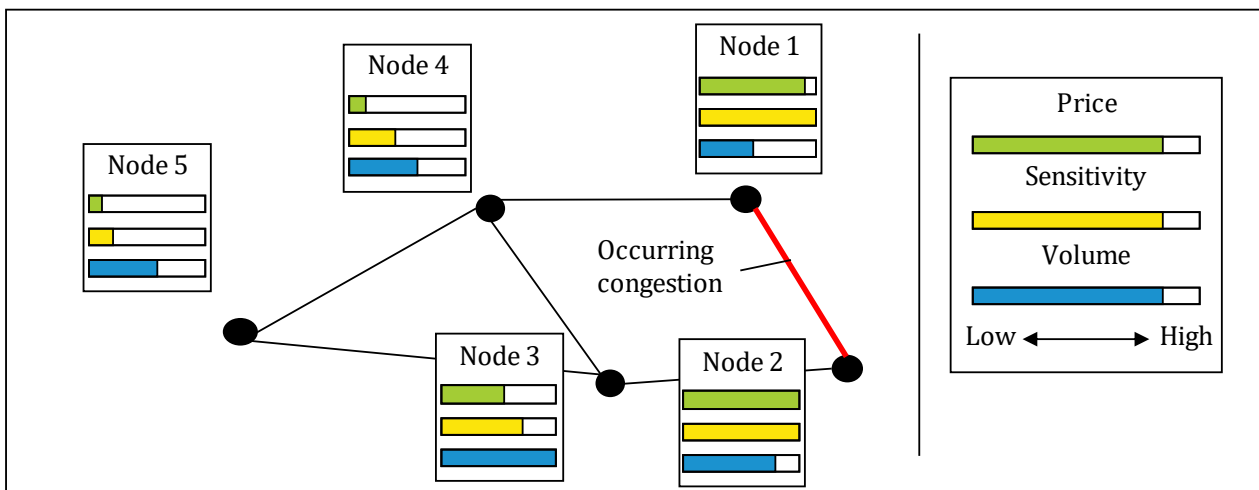 Node 1
Node 4
Node 5
Occurring
congestion
Node 3
Node 2
Price
Sensitivity
Volume
Low High